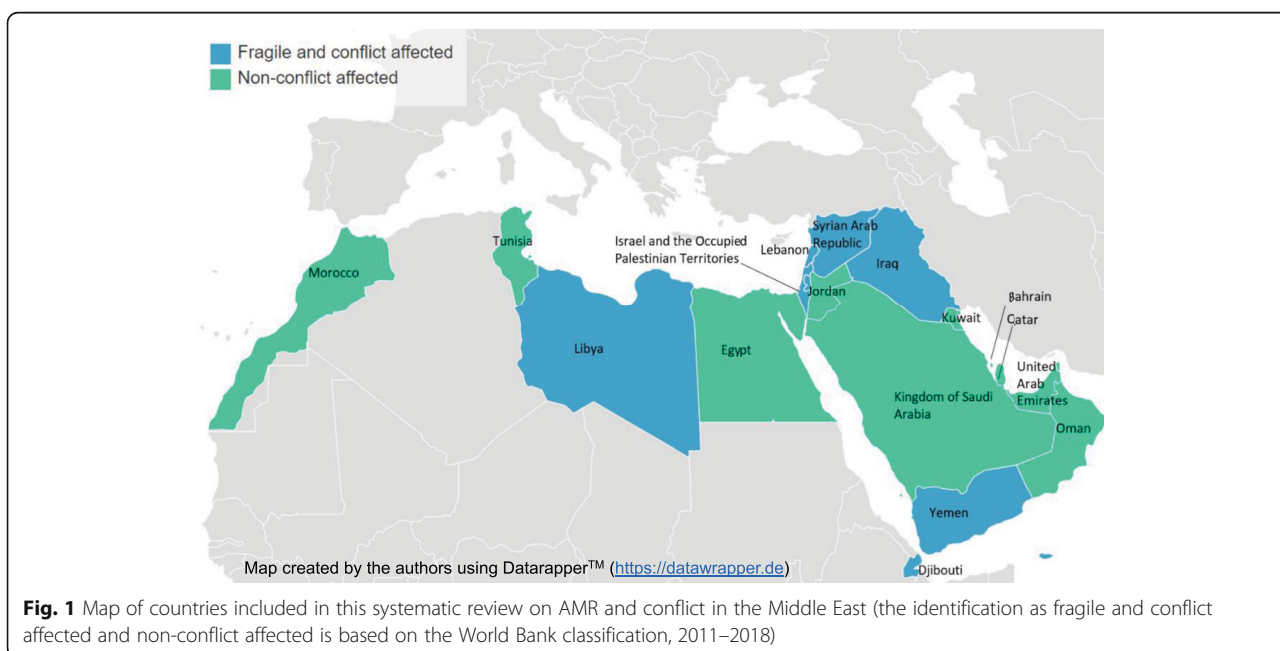 Fragile and conflict affected
Non-conflict affected
Tunisia
Morocco
Israel and the Occupied
Palestinian Territories
Lebanon
Syrian Arab
Republic
Iraq
Jordan
Kuwait
Bahrain
Qatar
Libya
Egypt
Kingdom of Saudi
Arabia
United
Arab
Emirates
Oman
Yemen
Djibouti
Map created by the authors using Datarapper™ (https://datawrapper.de)
Fig. 1 Map of countries included in this systematic review on AMR and conflict in the Middle East (the identification as fragile and conflict
affected and non-conflict affected is based on the World Bank classification, 2011–2018)